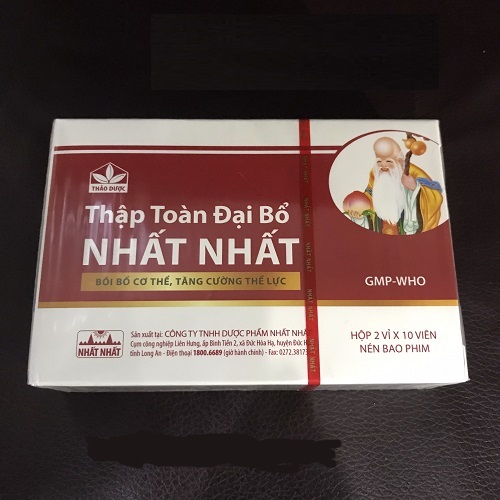 THẢO DƯỢC
Thập Toàn Đại Bổ
NHẤT NHẤT
BỒI BỔ CƠ THỂ, TĂNG CƯỜNG THỂ LỰC
GMP-WHO
NHẤT NHẤT
Sản xuất tại: CÔNG TY TNHH DƯỢC PHẨM NHẤT NHẤT
Cụm công nghiệp Liên Hưng, ấp Bình Tiền 2, xã Đức Hòa Hạ, huyện Đức
tỉnh Long An - Điện thoại 1800.6689 (giờ hành chính) - Fax: 0272.3817
HỘP 2 VỈ X 10 VIÊN
NÉN BAO PHIM
NHẤT NHẤT